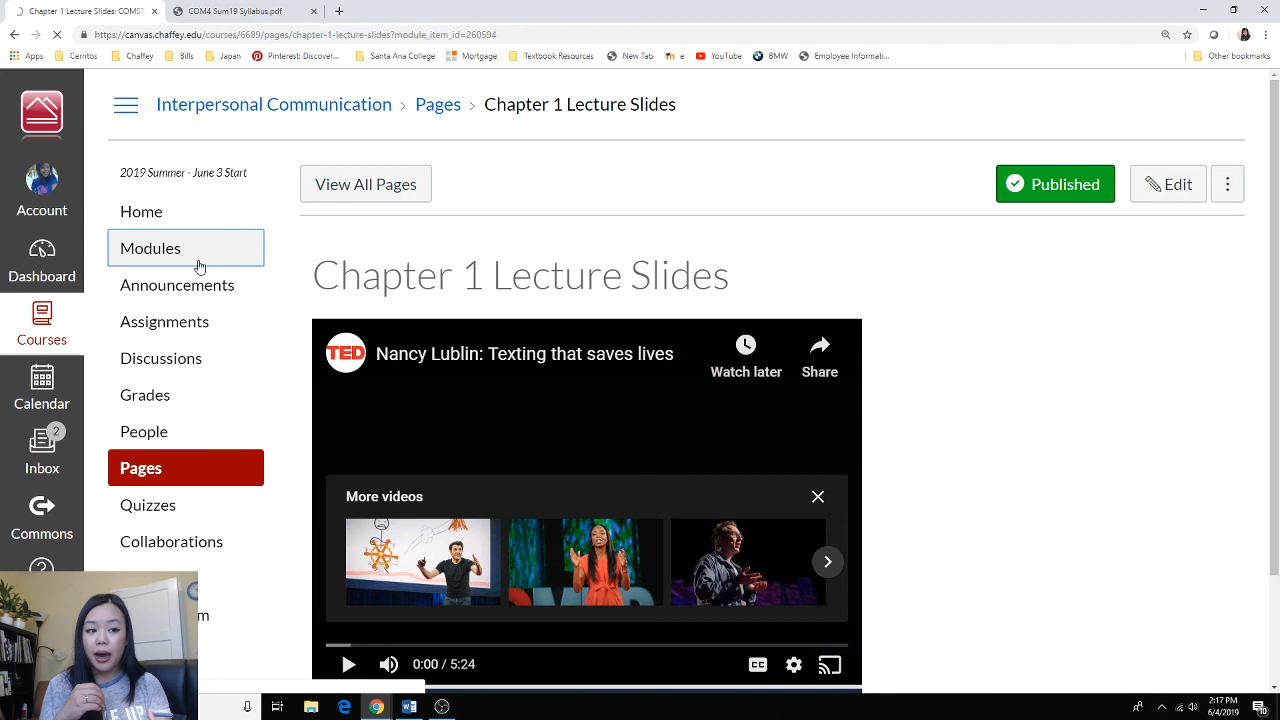 Chapter 1 Lecture Slides: COMST
COM4 Sum19 Syllabus.pdf
https://canvas.chaffey.edu/courses/6689/pages/chapter-1-lecture-slides?module_item_id=260594
Apps
Cerritos
Chaffey
Bills
Japan
Pinterest: Discover...
Santa Ana College
Mortgage
Textbook Resources
New Tab
m e
YouTube
BMW
Employee Informati...
Other bookmarks
Interpersonal Communication > Pages > Chapter 1 Lecture Slides
2019 Summer - June 3 Start
Home
Modules
Announcements
Assignments
Discussions
Grades
People
Pages
Quizzes
Collaborations
m
Account
Dashboard
Courses
Calendar
2
Inbox
Commons
View All Pages
Published
Edit
Chapter 1 Lecture Slides
TED
Nancy Lublin: Texting that saves lives
Watch later
Share
More videos
0:00 / 5:24
CC
2:17 PM
6/4/2019